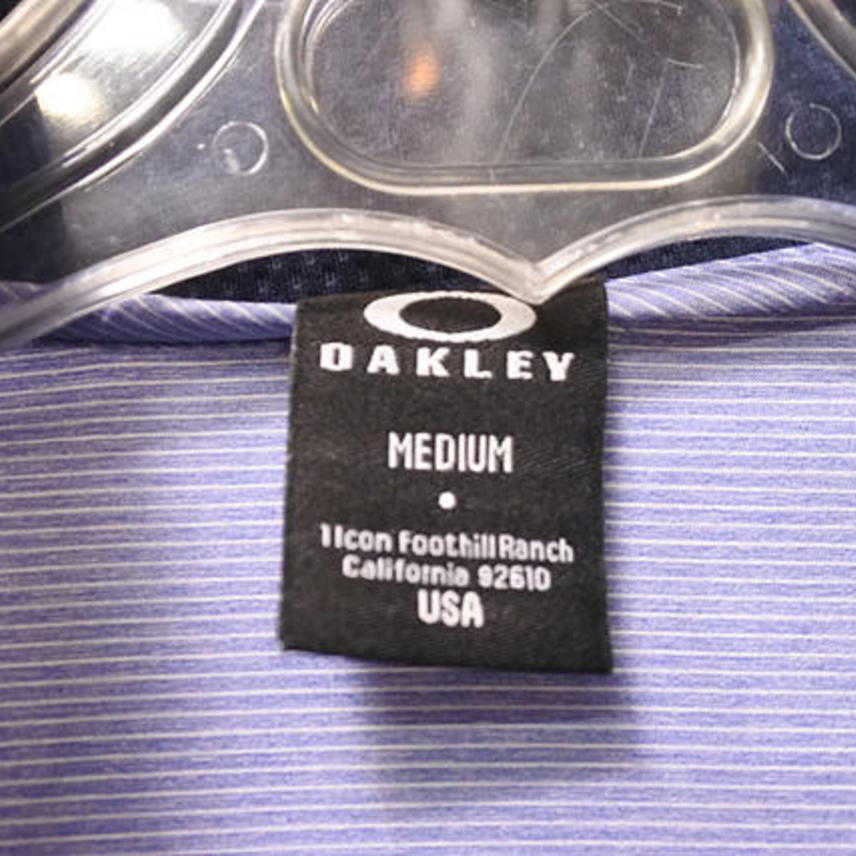 OAKLEY
MEDIUM
1 Icon Foothill Ranch
California 92610
USA